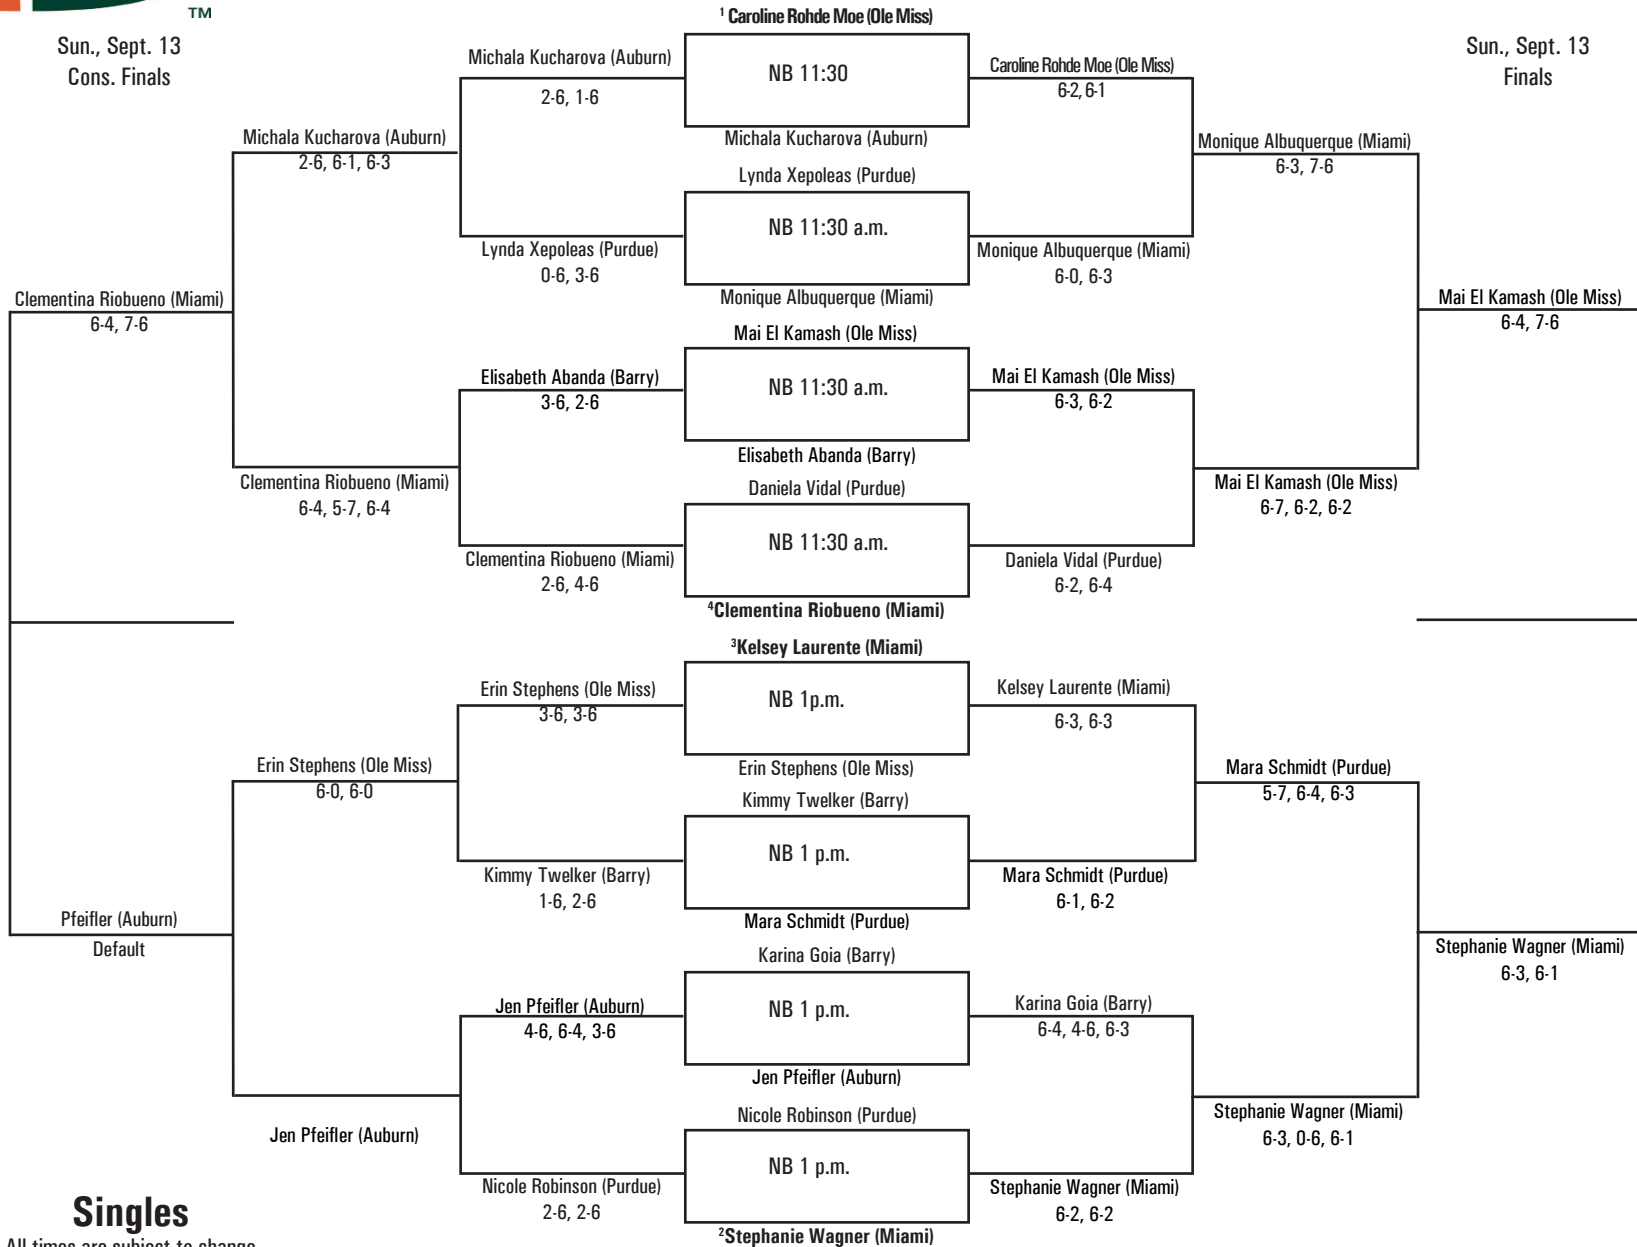 TM
Sun., Sept. 13
Cons. Finals
Sun., Sept. 13
Finals
Clementina Riobueno (Miami)
6-4, 7-6
Pfeifler (Auburn)
Default
Michala Kucharova (Auburn)
2-6, 6-1, 6-3
Clementina Riobueno (Miami)
6-4, 5-7, 6-4
Erin Stephens (Ole Miss)
6-0, 6-0
Jen Pfeifler (Auburn)
Michala Kucharova (Auburn)
2-6, 1-6
Lynda Xepoleas (Purdue)
0-6, 3-6
Elisabeth Abanda (Barry)
3-6, 2-6
Clementina Riobueno (Miami)
2-6, 4-6
Erin Stephens (Ole Miss)
3-6, 3-6
Kimmy Twelker (Barry)
1-6, 2-6
Jen Pfeifler (Auburn)
4-6, 6-4, 3-6
Nicole Robinson (Purdue)
2-6, 2-6
1 Caroline Rohde Moe (Ole Miss)
NB 11:30
Michala Kucharova (Auburn)
Lynda Xepoleas (Purdue)
NB 11:30 a.m.
Monique Albuquerque (Miami)
Mai El Kamash (Ole Miss)
NB 11:30 a.m.
Elisabeth Abanda (Barry)
Daniela Vidal (Purdue)
NB 11:30 a.m.
4Clementina Riobueno (Miami)
3Kelsey Laurente (Miami)
NB 1p.m.
Erin Stephens (Ole Miss)
Kimmy Twelker (Barry)
NB 1 p.m.
Mara Schmidt (Purdue)
Karina Goia (Barry)
NB 1 p.m.
Jen Pfeifler (Auburn)
Nicole Robinson (Purdue)
NB 1 p.m.
2Stephanie Wagner (Miami)
Caroline Rohde Moe (Ole Miss)
6-2, 6-1
Monique Albuquerque (Miami)
6-0, 6-3
Mai El Kamash (Ole Miss)
6-3, 6-2
Daniela Vidal (Purdue)
6-2, 6-4
Kelsey Laurente (Miami)
6-3, 6-3
Mara Schmidt (Purdue)
6-1, 6-2
Karina Goia (Barry)
6-4, 4-6, 6-3
Stephanie Wagner (Miami)
6-2, 6-2
Monique Albuquerque (Miami)
6-3, 7-6
Mai El Kamash (Ole Miss)
6-7, 6-2, 6-2
Mara Schmidt (Purdue)
5-7, 6-4, 6-3
Stephanie Wagner (Miami)
6-3, 0-6, 6-1
Mai El Kamash (Ole Miss)
6-4, 7-6
Stephanie Wagner (Miami)
6-3, 6-1
Singles
All times are subject to change